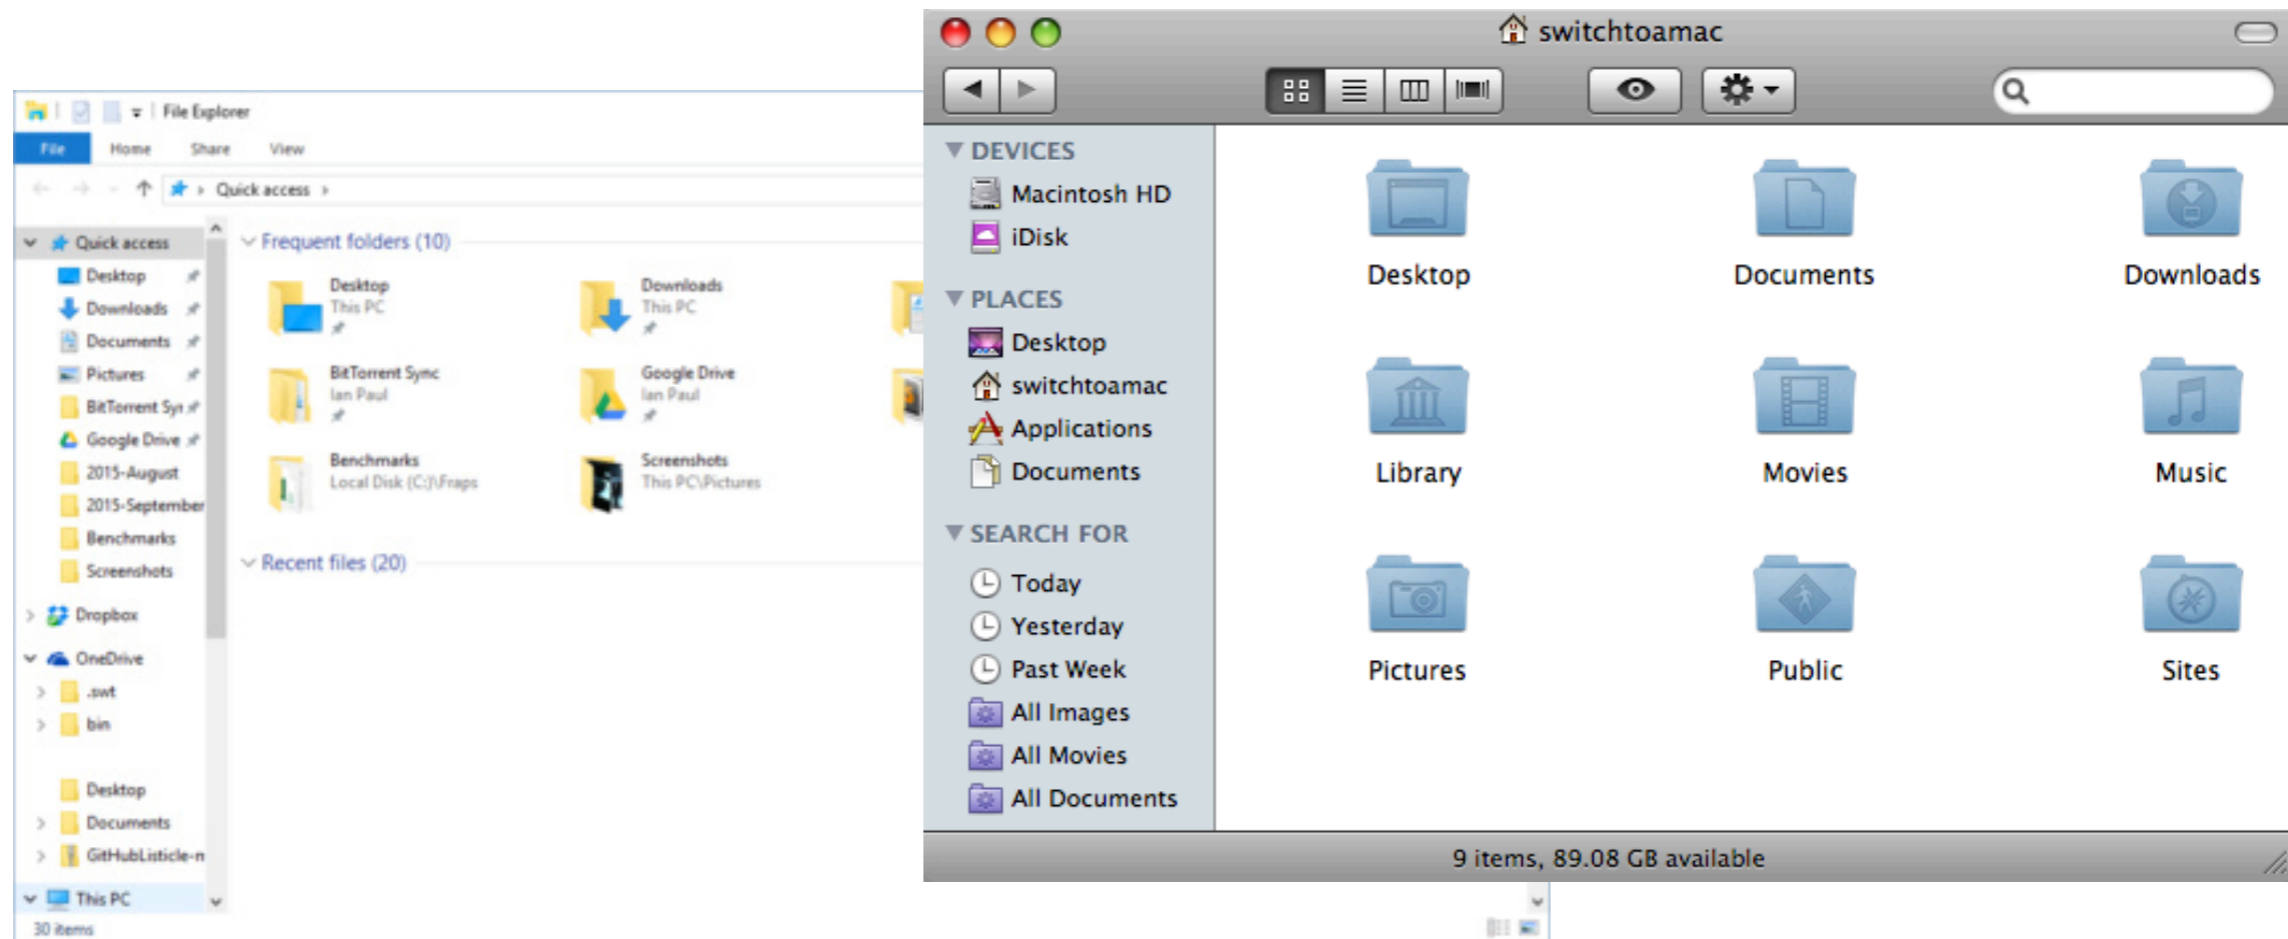 File Explorer
File Home Share View
Quick access
Quick access
Desktop
Downloads
Documents
Pictures
BitTorrent Syn
Google Drive
2015-August
2015-September
Benchmarks
Screenshots
Dropbox
OneDrive
.swt
bin
Desktop
Documents
GitHubListicle-m
This PC
30 items
Frequent folders (10)
Desktop
This PC
Downloads
This PC
BitTorrent Sync
Ian Paul
Google Drive
Ian Paul
Benchmarks
Local Disk (C:)\Fraps
Screenshots
This PC\Pictures
Recent files (20)
switchtoamac
DEVICES
Macintosh HD
iDisk
PLACES
Desktop
switchtoamac
Applications
Documents
SEARCH FOR
Today
Yesterday
Past Week
All Images
All Movies
All Documents
Desktop Documents Downloads
Library Movies Music
Pictures Public Sites
9 items, 89.08 GB available